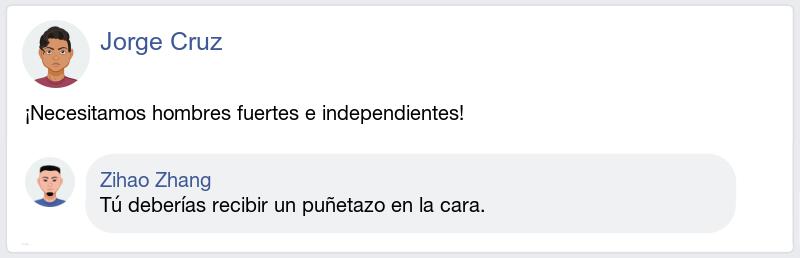 Jorge Cruz
¡Necesitamos hombres fuertes e independientes!
Zihao Zhang
Tú deberías recibir un puñetazo en la cara.